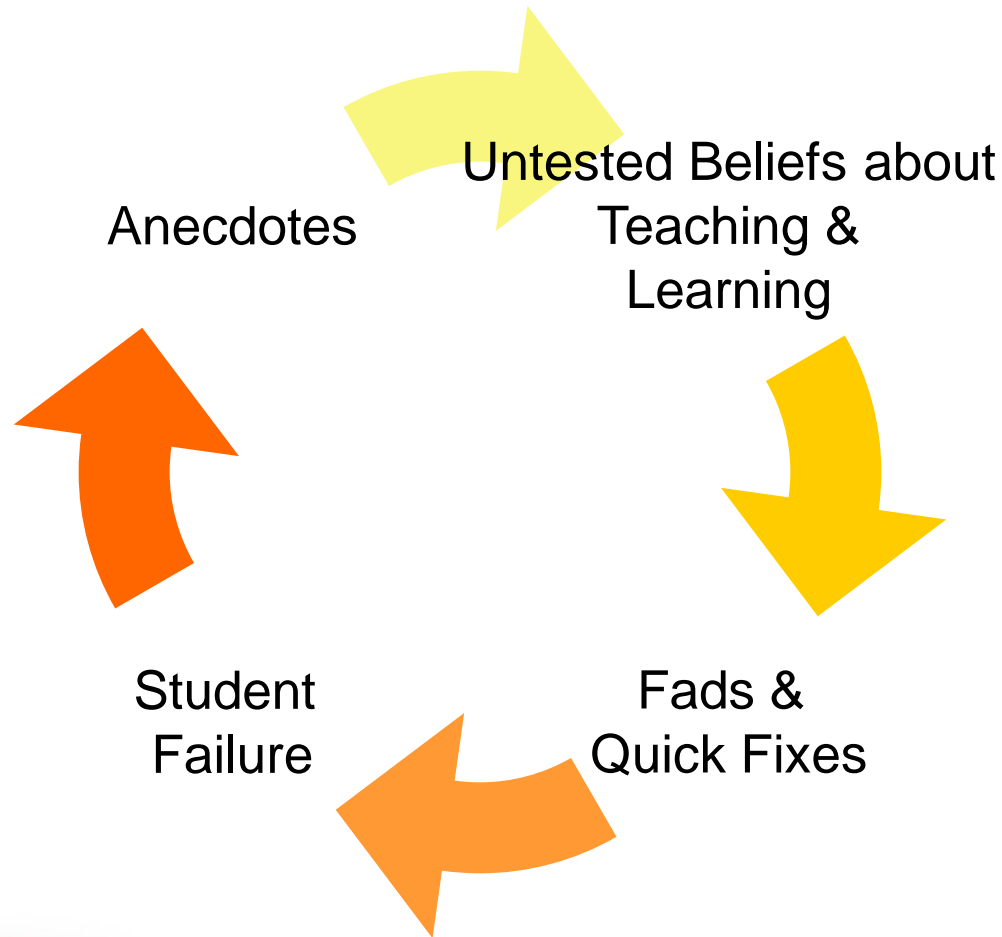 Anecdotes
Untested Beliefs about
Teaching &
Learning
Fads &
Quick Fixes
Student
Failure